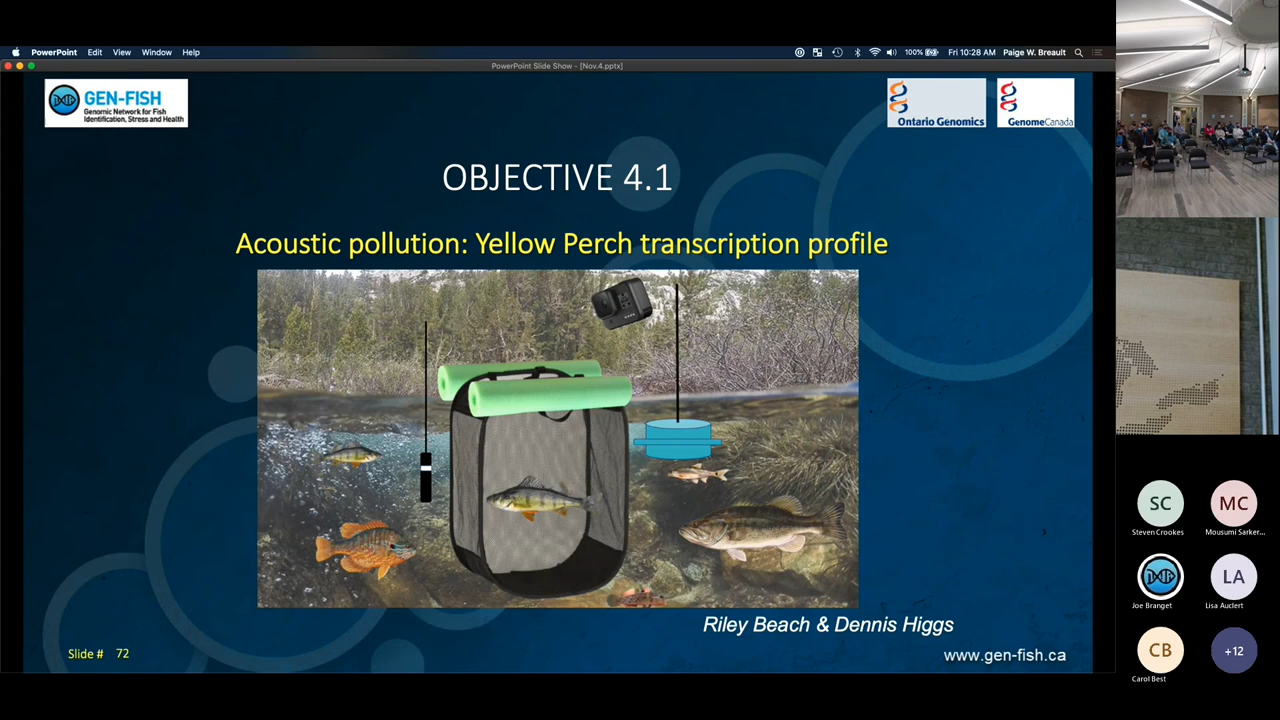 PowerPoint Edit View Window Help
100% Fri 10:28 AM Paige W. Breault
PowerPoint Slide Show - [Nov.4.pptx]
GEN-FISH
Genomic Network for Fish
Identification, Stress and Health
Ontario Genomics
GenomeCanada
OBJECTIVE 4.1
Acoustic pollution: Yellow Perch transcription profile
Riley Beach & Dennis Higgs
Slide # 72
www.gen-fish.ca
SC
MC
Steven Crookes
Mousumi Sarker...
LA
Joe Branget
Lisa Auclert
CB
+12
Carol Best